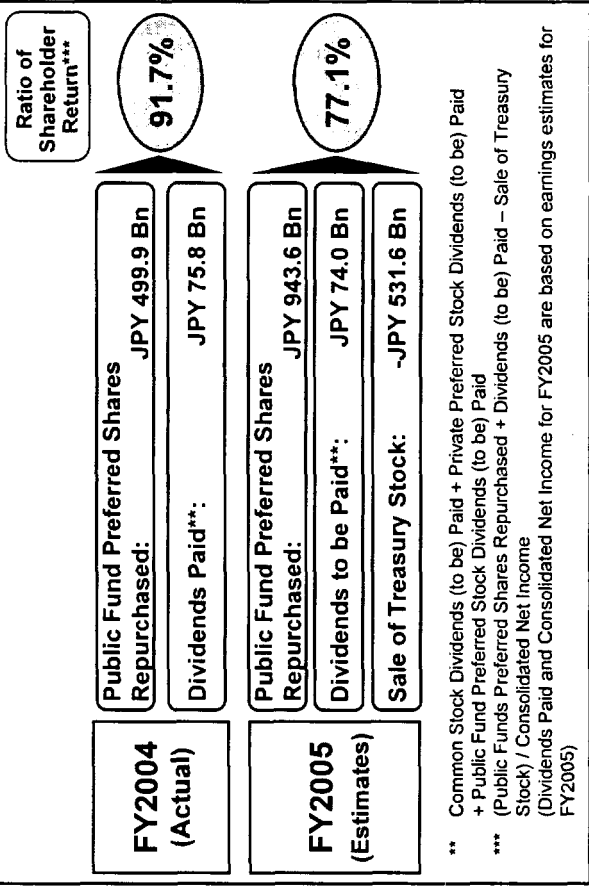 Ratio of
Shareholder
Return***
FY2004
(Actual)
Public Fund Preferred Shares
Repurchased: JPY 499.9 Bn
Dividends Paid**: JPY 75.8 Bn
91.7%
FY2005
(Estimates)
Public Fund Preferred Shares
Repurchased: JPY 943.6 Bn
Dividends to be Paid**: JPY 74.0 Bn
Sale of Treasury Stock: -JPY 531.6 Bn
77.1%
** Common Stock Dividends (to be) Paid + Private Preferred Stock Dividends (to be) Paid
+ Public Fund Preferred Stock Dividends (to be) Paid
*** (Public Funds Preferred Shares Repurchased + Dividends (to be) Paid – Sale of Treasury
Stock) / Consolidated Net Income
(Dividends Paid and Consolidated Net Income for FY2005 are based on earnings estimates for
FY2005)